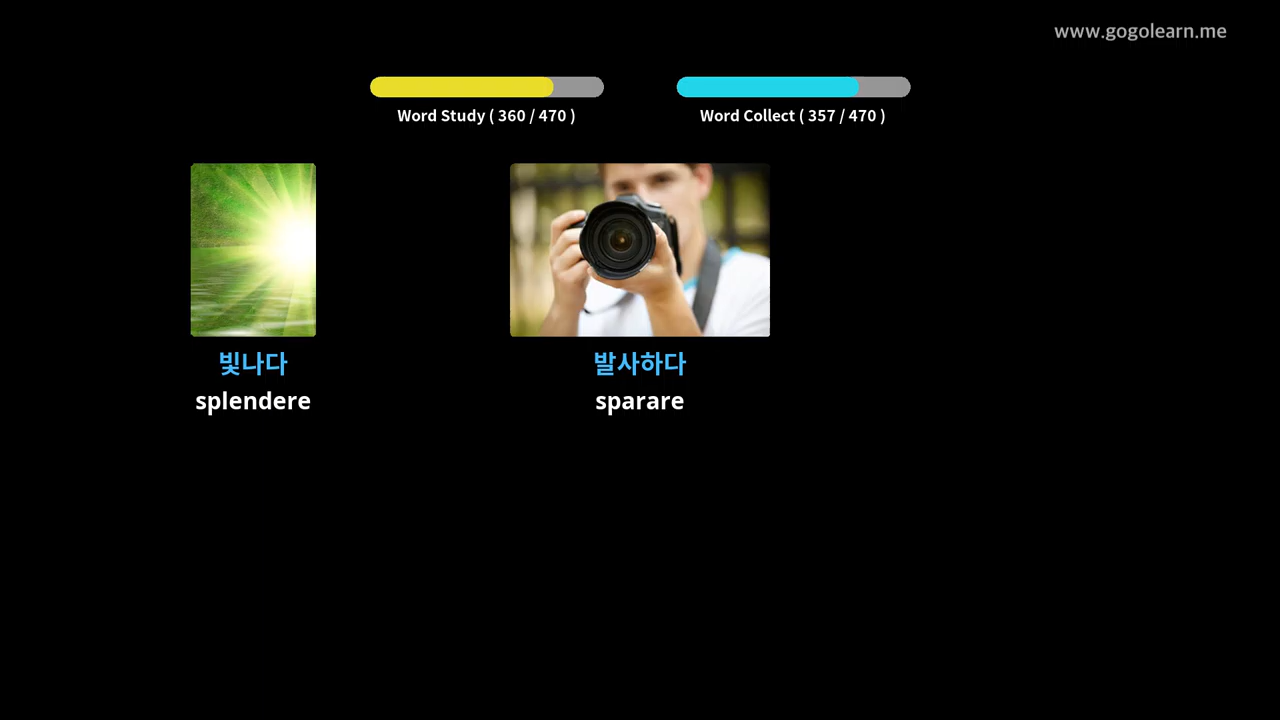 www.gogolearn.me
Word Study ( 360 / 470 )
Word Collect ( 357 / 470 )
빛나다
splendere
발사하다
sparare